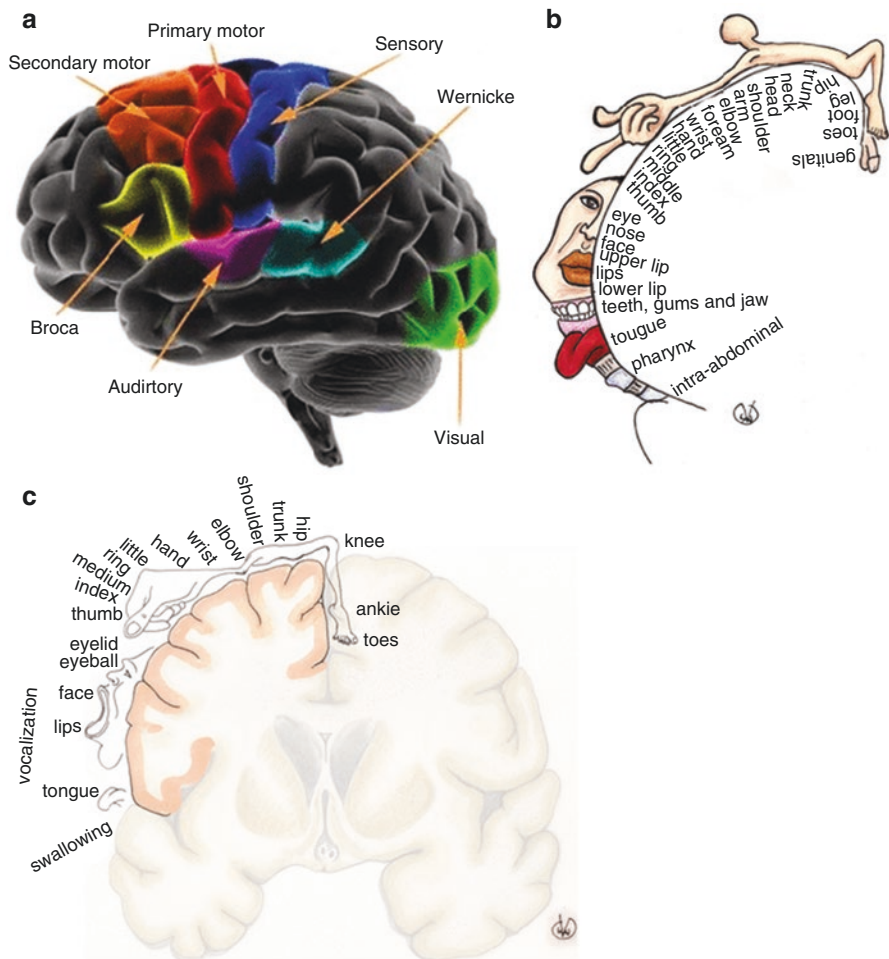 a
Primary motor
Secondary motor
Sensory
Wernicke
Broca
Audirtory
Visual
b
hip
trunk
neck
head
shoulder
arm
elbow
foream
wrist
hand
little
ring
middle
index
thumb
leg
foot
toes
genitals
eye
nose
face
upper lip
lips
lower lip
teeth, gums and jaw
tougue
pharynx
intra-abdominal
c
hip
trunk
shoulder
elbow
wrist
hand
little
ring
medium
index
thumb
knee
ankie
toes
eyelid
eyeball
face
lips
vocalization
tongue
swallowing